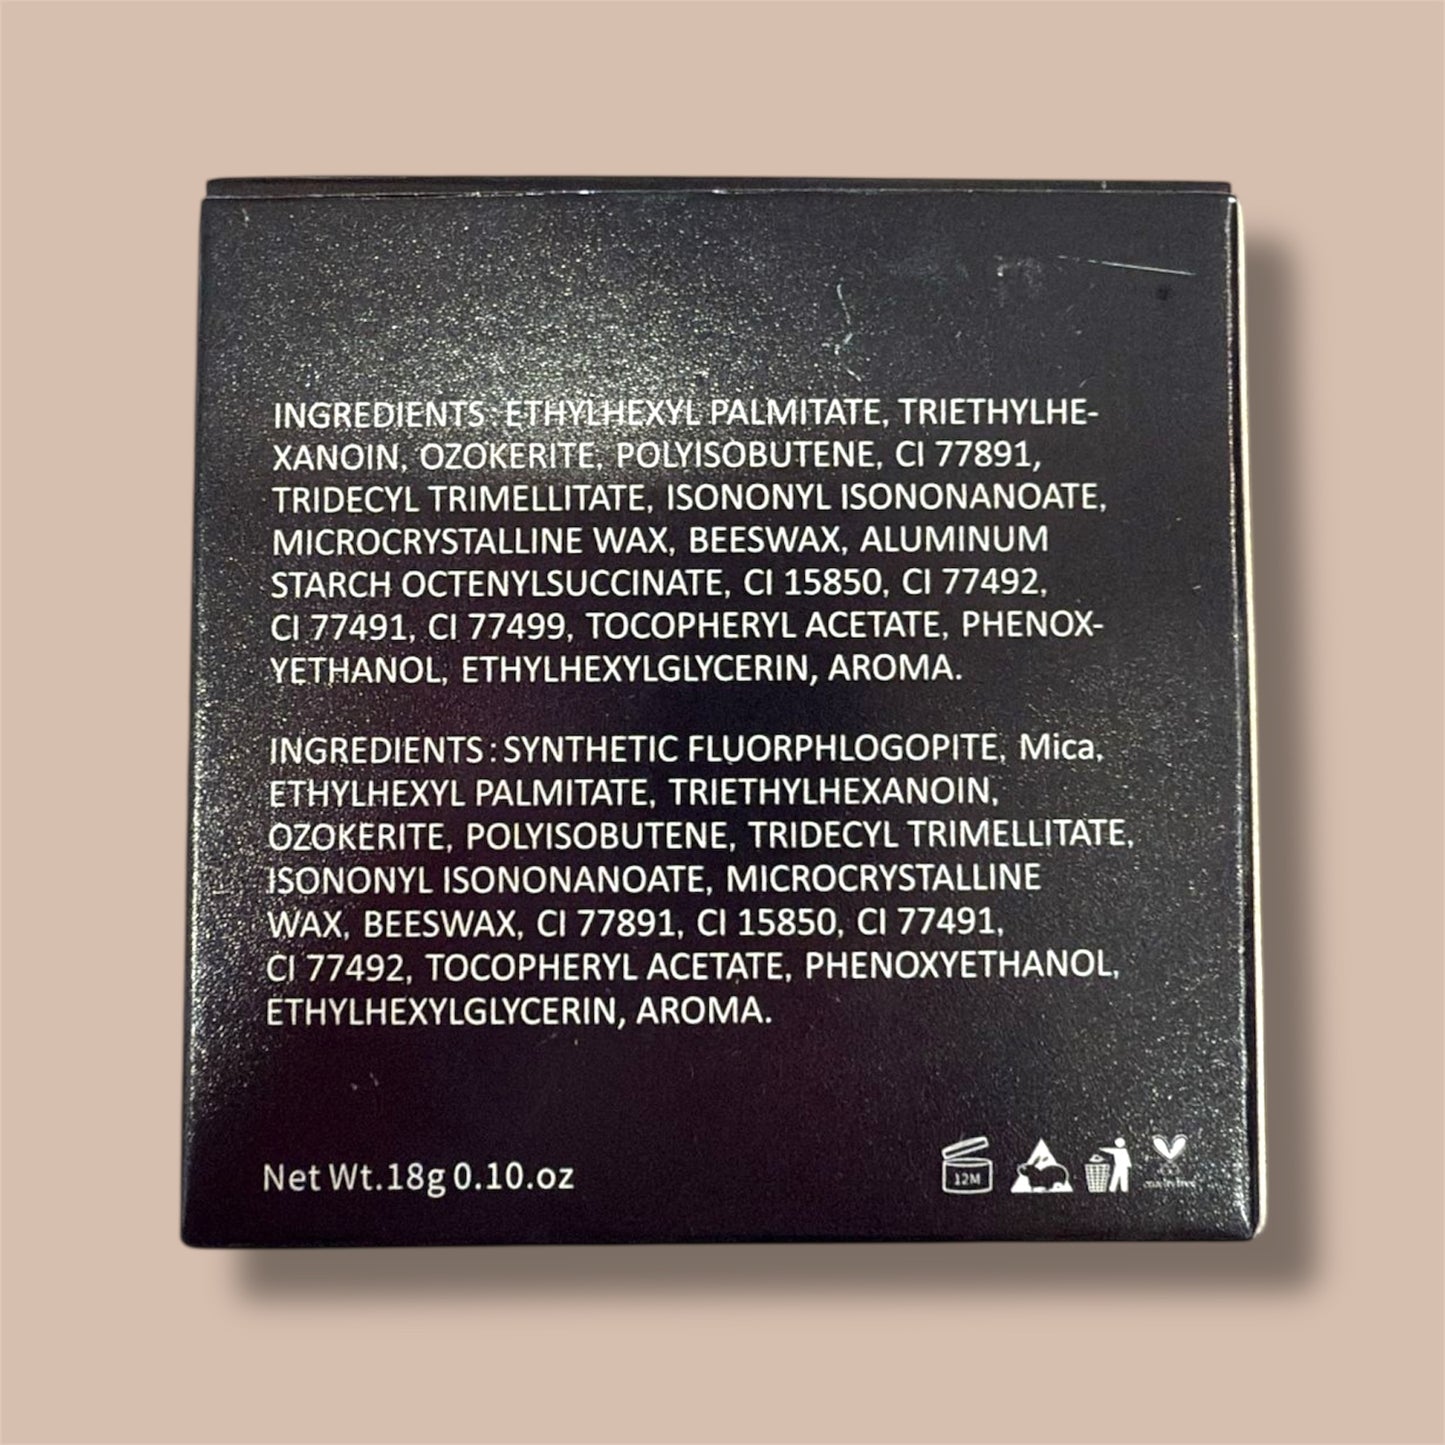 INGREDIENTS : ETHYLHEXYL PALMITATE, TRIETHYLHE-
XANOIN, OZOKERITE, POLYISOBUTENE, CI 77891,
TRIDECYL TRIMELLITATE, ISONONYL ISONONANOATE,
MICROCRYSTALLINE WAX, BEESWAX, ALUMINUM
STARCH OCTENYLSUCCINATE, CI 15850, CI 77492,
CI 77491, CI 77499, TOCOPHERYL ACETATE, PHENOX-
YETHANOL, ETHYLHEXYLGLYCERIN, AROMA.
INGREDIENTS : SYNTHETIC FLUORPHLOGOPITE, Mica,
ETHYLHEXYL PALMITATE, TRIETHYLHEXANOIN,
OZOKERITE, POLYISOBUTENE, TRIDECYL TRIMELLITATE,
ISONONYL ISONONANOATE, MICROCRYSTALLINE
WAX, BEESWAX, CI 77891, CI 15850, CI 77491,
CI 77492, TOCOPHERYL ACETATE, PHENOXYETHANOL,
ETHYLHEXYLGLYCERIN, AROMA.
Net Wt.18g 0.10.oz
12M